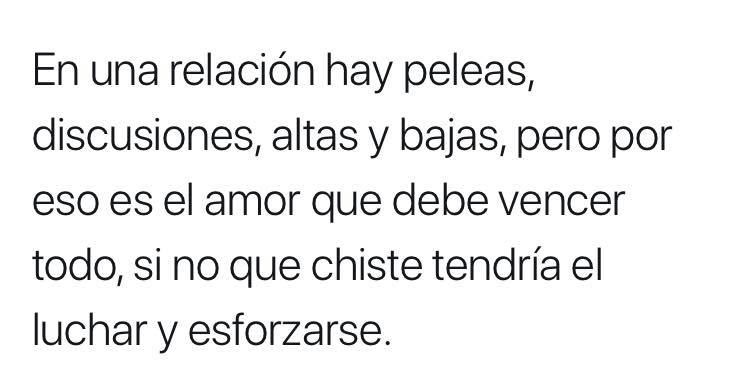 En una relación hay peleas,
discusiones, altas y bajas, pero por
eso es el amor que debe vencer
todo, si no que chiste tendría el
luchar y esforzarse.